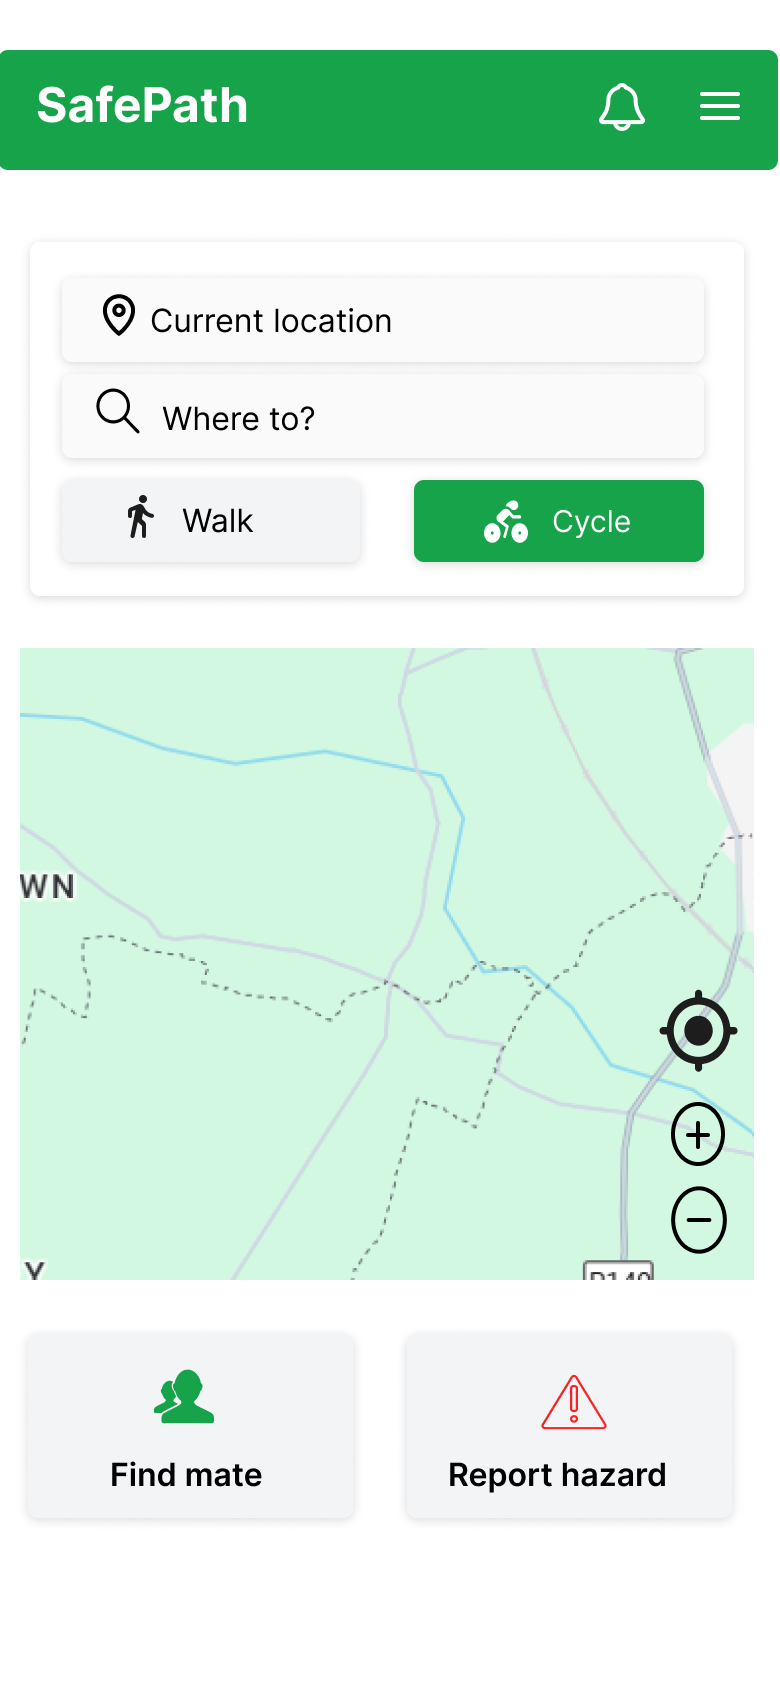 SafePath
Current location
Where to?
Walk
Cycle
WN
Y
Find mate
Report hazard